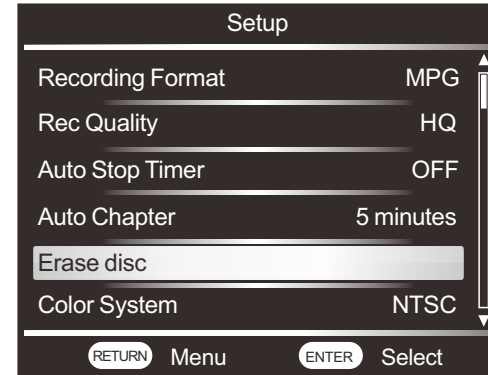 Setup
Recording Format MPG
Rec Quality HQ
Auto Stop Timer OFF
Auto Chapter 5 minutes
Erase disc
Color System NTSC
RETURN Menu ENTER Select